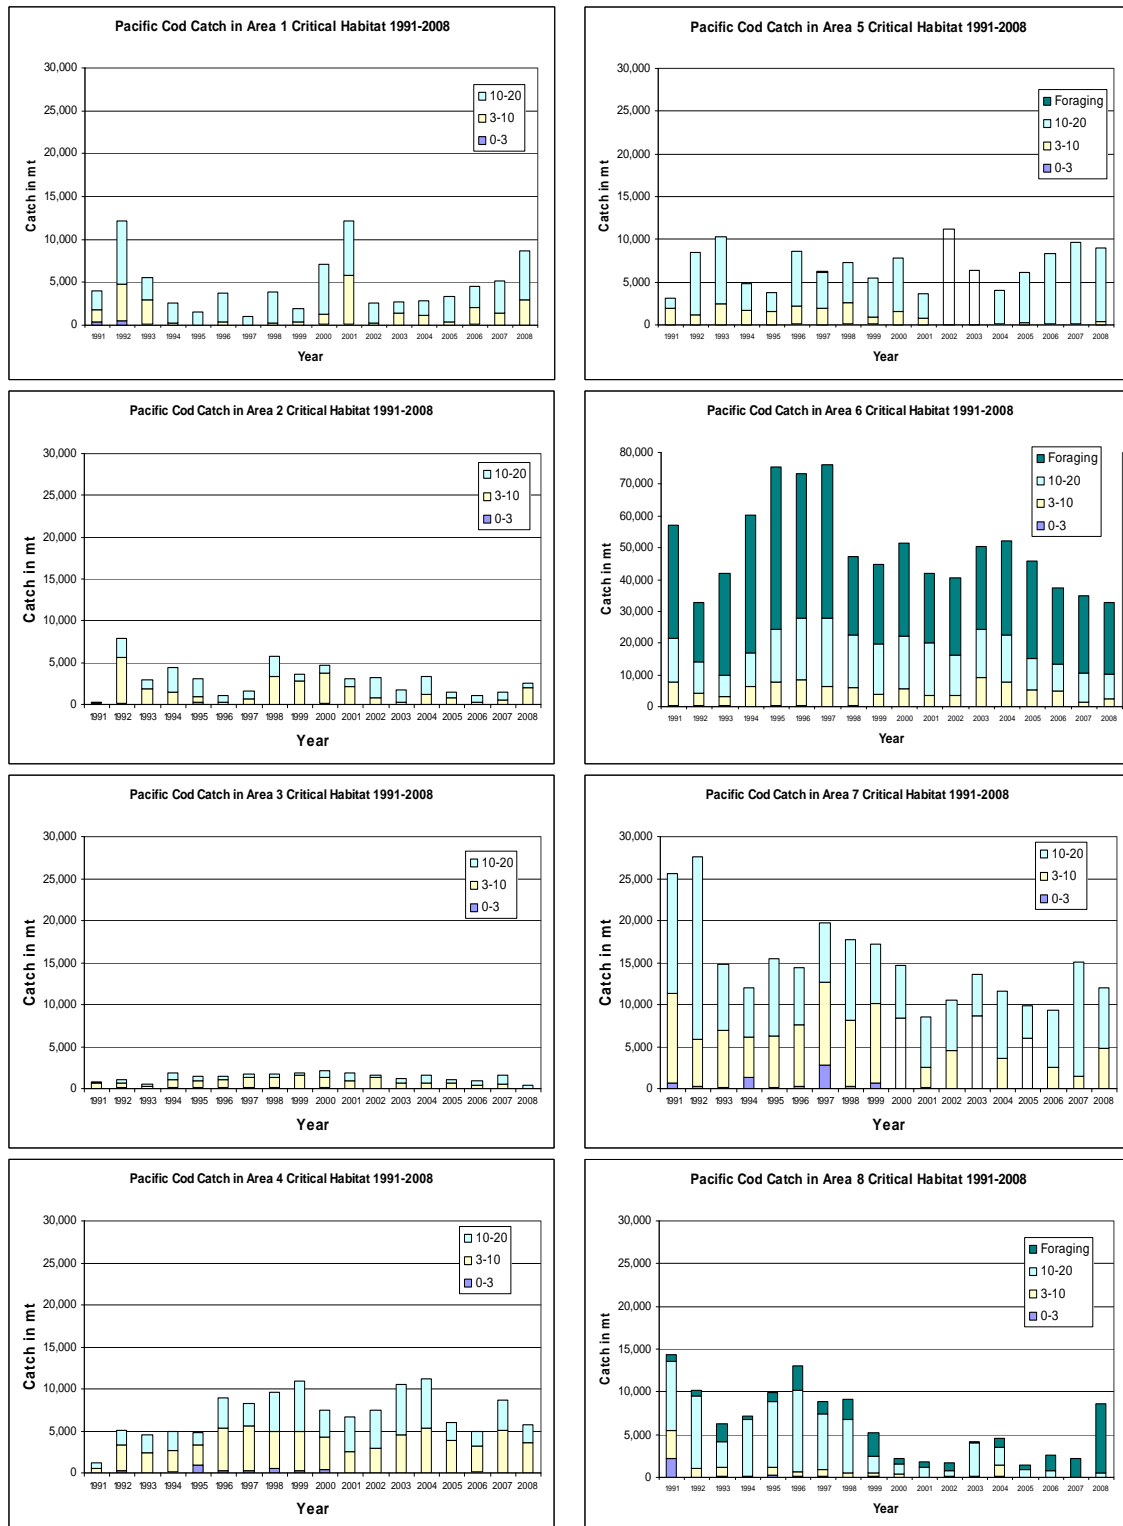 Pacific Cod Catch in Area 1 Critical Habitat 1991-2008
30,000
25,000
20,000
15,000
10,000
5,000
0
Catch in mt
10-20
3-10
0-3
1991 1992 1993 1994 1995 1996 1997 1998 1999 2000 2001 2002 2003 2004 2005 2006 2007 2008
Year
Pacific Cod Catch in Area 5 Critical Habitat 1991-2008
30,000
25,000
20,000
15,000
10,000
5,000
0
Catch in mt
Foraging
10-20
3-10
0-3
1991 1992 1993 1994 1995 1996 1997 1998 1999 2000 2001 2002 2003 2004 2005 2006 2007 2008
Year
Pacific Cod Catch in Area 2 Critical Habitat 1991-2008
30,000
25,000
20,000
15,000
10,000
5,000
0
Catch in mt
10-20
3-10
0-3
1991 1992 1993 1994 1995 1996 1997 1998 1999 2000 2001 2002 2003 2004 2005 2006 2007 2008
Year
Pacific Cod Catch in Area 6 Critical Habitat 1991-2008
80,000
70,000
60,000
50,000
40,000
30,000
20,000
10,000
0
Catch in mt
Foraging
10-20
3-10
0-3
1991 1992 1993 1994 1995 1996 1997 1998 1999 2000 2001 2002 2003 2004 2005 2006 2007 2008
Year
Pacific Cod Catch in Area 3 Critical Habitat 1991-2008
30,000
25,000
20,000
15,000
10,000
5,000
0
Catch in mt
10-20
3-10
0-3
1991 1992 1993 1994 1995 1996 1997 1998 1999 2000 2001 2002 2003 2004 2005 2006 2007 2008
Year
Pacific Cod Catch in Area 7 Critical Habitat 1991-2008
30,000
25,000
20,000
15,000
10,000
5,000
0
Catch in mt
10-20
3-10
0-3
1991 1992 1993 1994 1995 1996 1997 1998 1999 2000 2001 2002 2003 2004 2005 2006 2007 2008
Year
Pacific Cod Catch in Area 4 Critical Habitat 1991-2008
30,000
25,000
20,000
15,000
10,000
5,000
0
Catch in mt
10-20
3-10
0-3
1991 1992 1993 1994 1995 1996 1997 1998 1999 2000 2001 2002 2003 2004 2005 2006 2007 2008
Year
Pacific Cod Catch in Area 8 Critical Habitat 1991-2008
30,000
25,000
20,000
15,000
10,000
5,000
0
Catch in mt
Foraging
10-20
3-10
0-3
1991 1992 1993 1994 1995 1996 1997 1998 1999 2000 2001 2002 2003 2004 2005 2006 2007 2008
Year